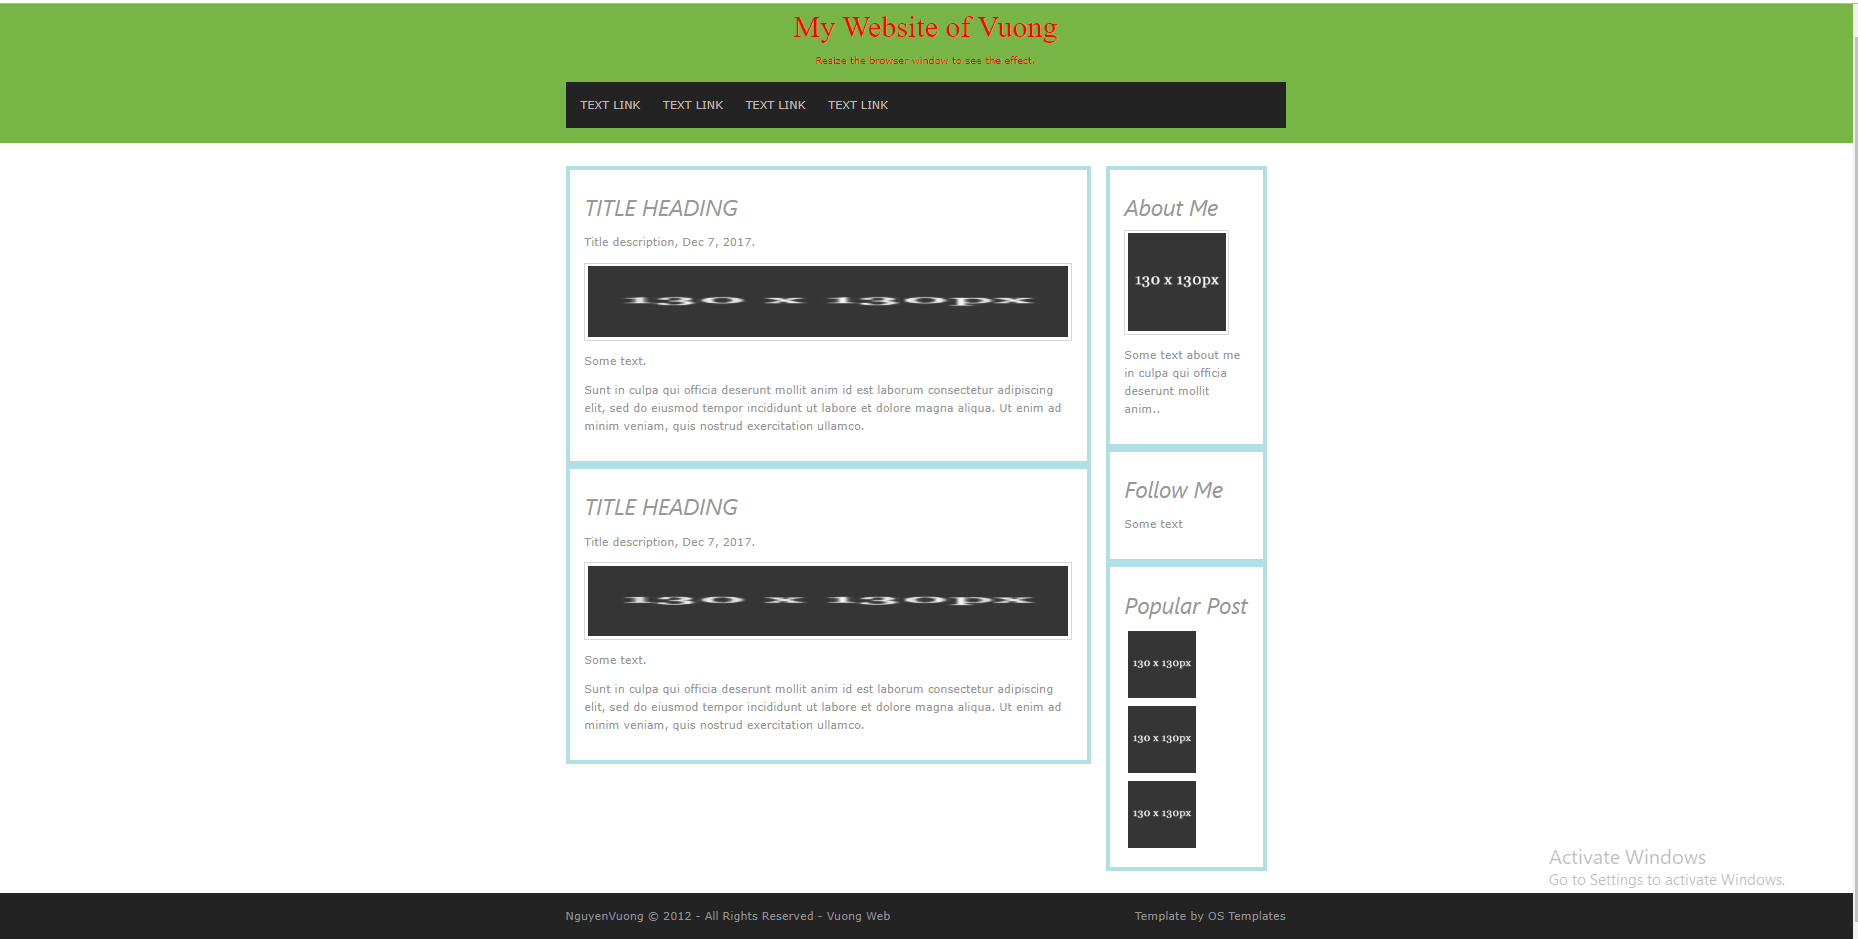 My Website of Vuong
Resize the browser window to see the effect.
TEXT LINK TEXT LINK TEXT LINK TEXT LINK
TITLE HEADING
Title description, Dec 7, 2017.
130 x 130px
Some text.
Sunt in culpa qui officia deserunt mollit anim id est laborum consectetur adipiscing
elit, sed do eiusmod tempor incididunt ut labore et dolore magna aliqua. Ut enim ad
minim veniam, quis nostrud exercitation ullamco.
TITLE HEADING
Title description, Dec 7, 2017.
130 x 130px
Some text.
Sunt in culpa qui officia deserunt mollit anim id est laborum consectetur adipiscing
elit, sed do eiusmod tempor incididunt ut labore et dolore magna aliqua. Ut enim ad
minim veniam, quis nostrud exercitation ullamco.
About Me
130 x 130px
Some text about me
in culpa qui officia
deserunt mollit
anim..
Follow Me
Some text
Popular Post
130 x 130px
130 x 130px
130 x 130px
Activate Windows
Go to Settings to activate Windows.
NguyenVuong © 2012 - All Rights Reserved - Vuong Web
Template by OS Templates